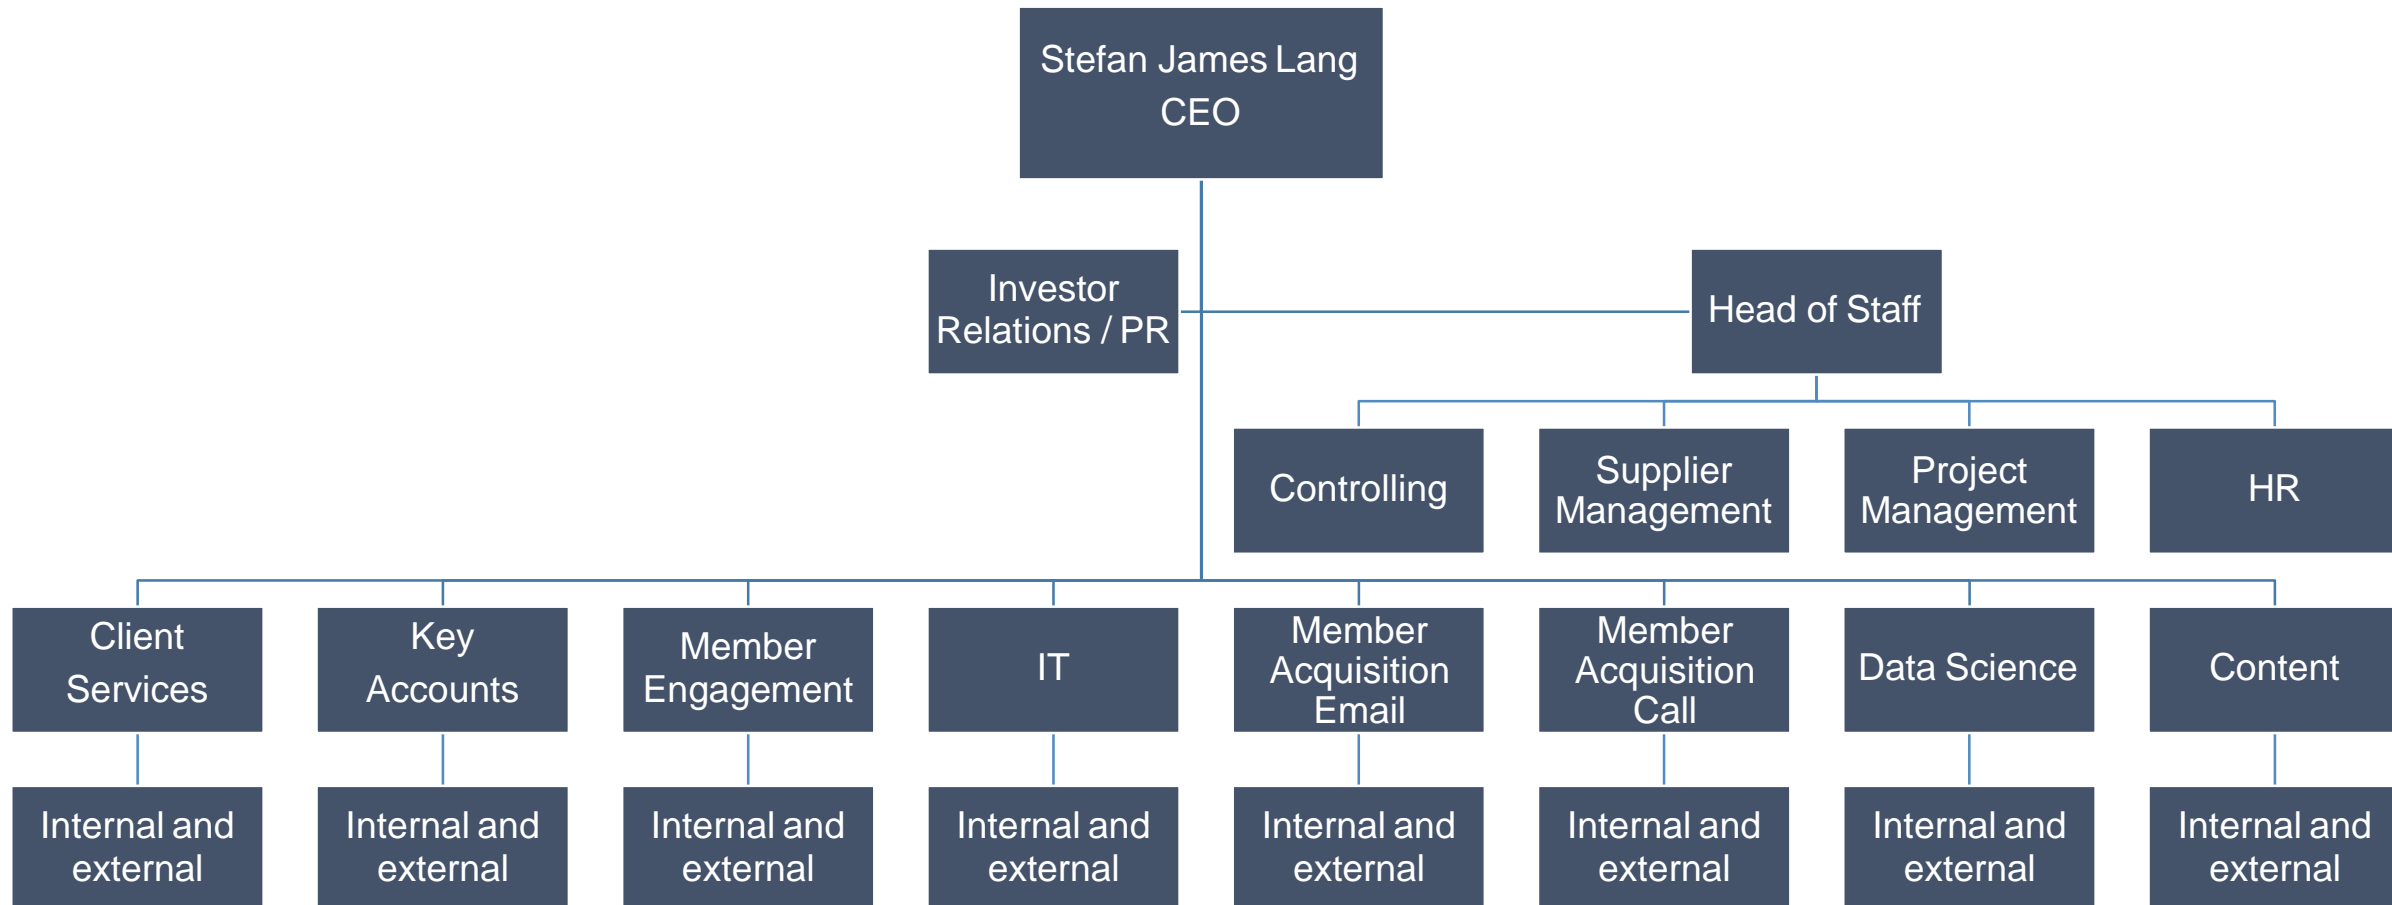 Stefan James Lang
CEO
Investor
Relations / PR
Head of Staff
Controlling
Supplier
Management
Project
Management
HR
Client
Services
Key
Accounts
Member
Engagement
IT
Member
Acquisition
Email
Member
Acquisition
Call
Data Science
Content
Internal and
external
Internal and
external
Internal and
external
Internal and
external
Internal and
external
Internal and
external
Internal and
external
Internal and
external